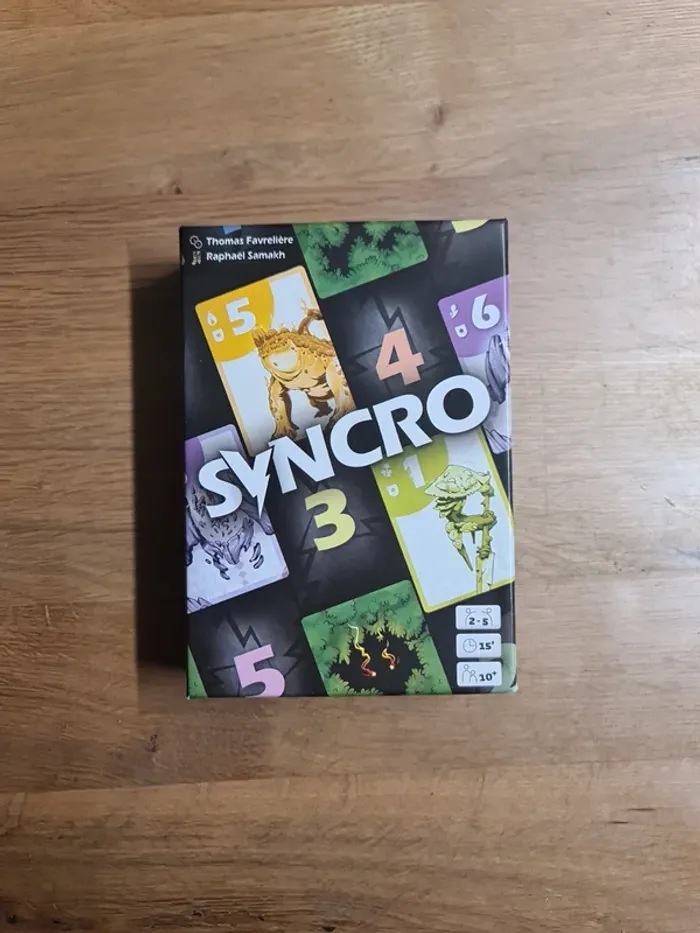 Thomas Favrelière
Raphaël Samakh
5
4
6
SYNCRO
1
3
2 - 5
15'
5
10+